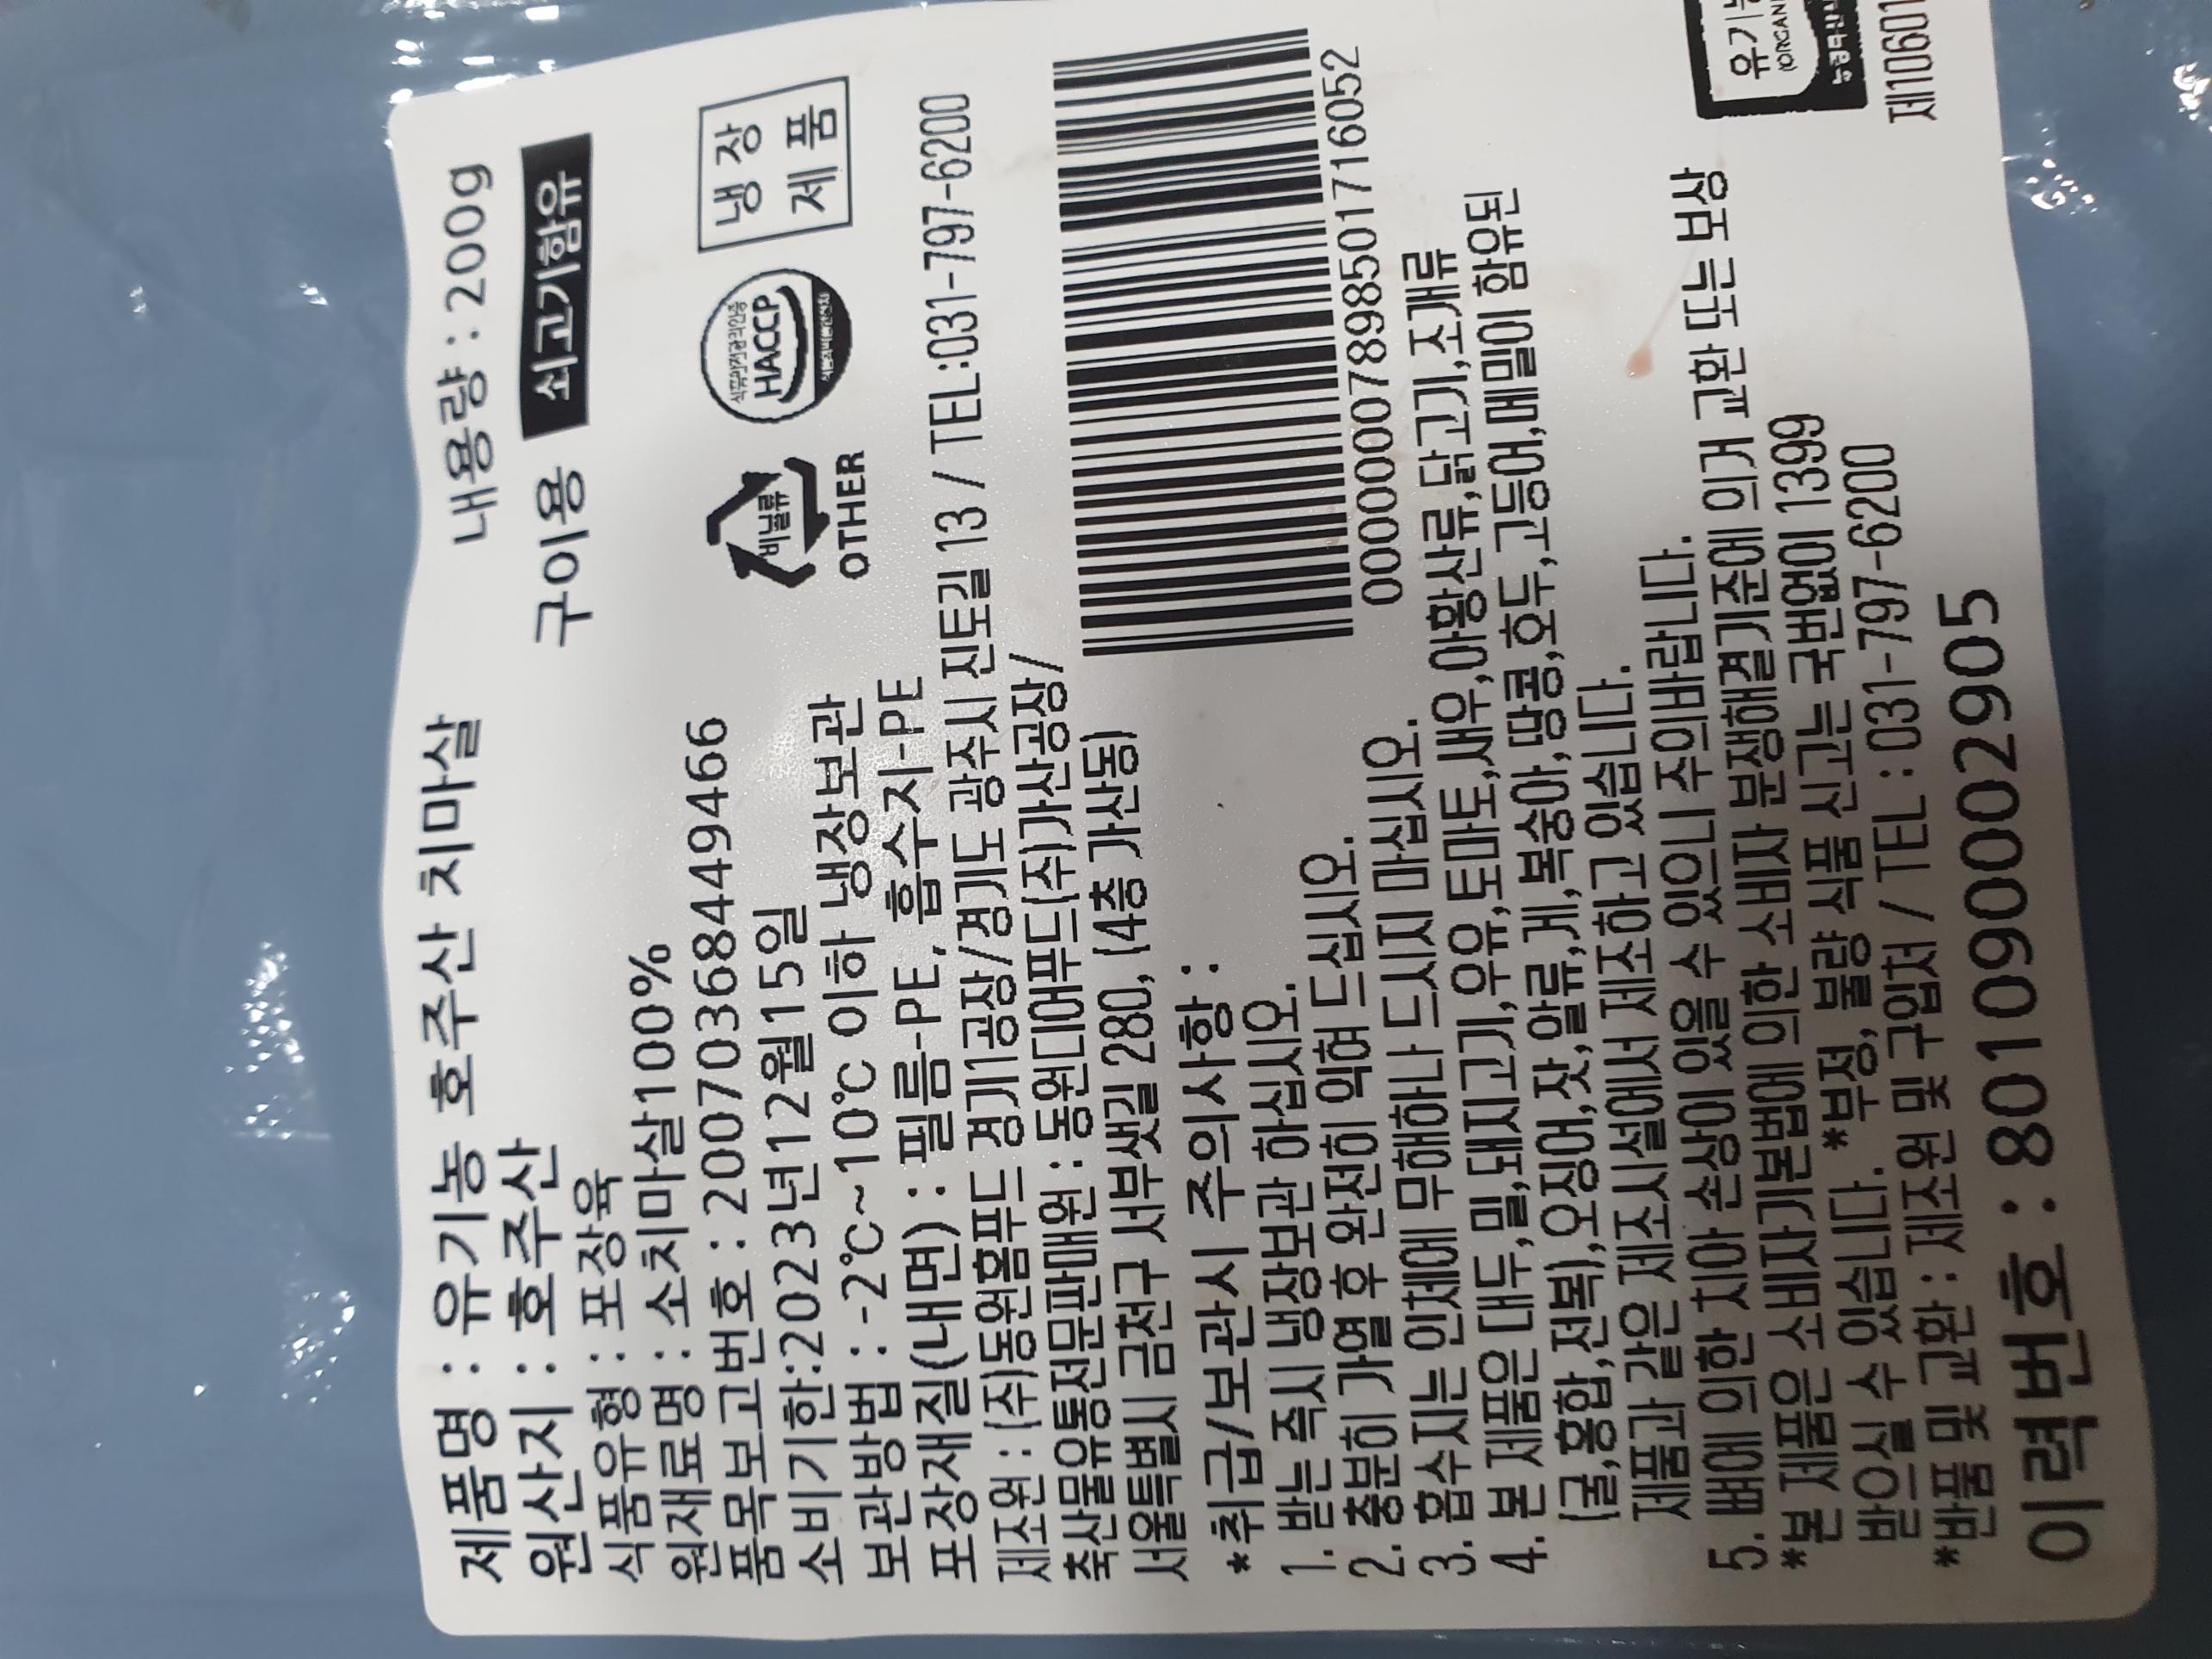 제품명 : 유기농 호주산 치마살 내용량 : 200g
원산지 : 호주산 구이용 쇠고기함유
식품유형 : 포장육
원재료명 : 소치마살100%
품목보고번호 : 20070368449466
소비기한:2023년12월15일
보관방법 : -2℃~10℃ 이하 냉장보관
포장재질(내면) : 필름-PE, 흡수지-PE
비닐류
OTHER
HACCP
냉장
제품
제조원 : (주)동원홈푸드 경기1공장/경기도 광주시 진토길 13 / TEL:031-797-6200
축산물유통전문판매원 : 동원디어푸드(주)가산공장/
서울특별시 금천구 서부샛길 280, (4층 가산동)
0000007898501716052
*취급/보관시 주의사항 :
1. 받는 즉시 냉장보관 하십시오.
2. 충분히 가열 후 완전히 익혀 드십시오.
3. 흡수지는 인체에 무해하나 드시지 마십시오.
4. 본 제품은 대두,밀,돼지고기,우유,토마토,새우,아황산류,닭고기,조개류
(굴,홍합,전복),오징어,잣,알류,게,복숭아,땅콩,호두,고등어,메밀이 함유된
제품과 같은 제조시설에서 제조하고 있습니다.
5. 뼈에 의한 치아 손상이 있을 수 있으니 주의바랍니다.
*본 제품은 소비자기본법에 의한 소비자 분쟁해결기준에 의거 교환 또는 보상
받으실 수 있습니다. *부정, 불량 식품 신고는 국번없이 1399
*반품 및 교환 : 제조원 및 구입처 / TEL : 031-797-6200
이력번호 : 801090002905